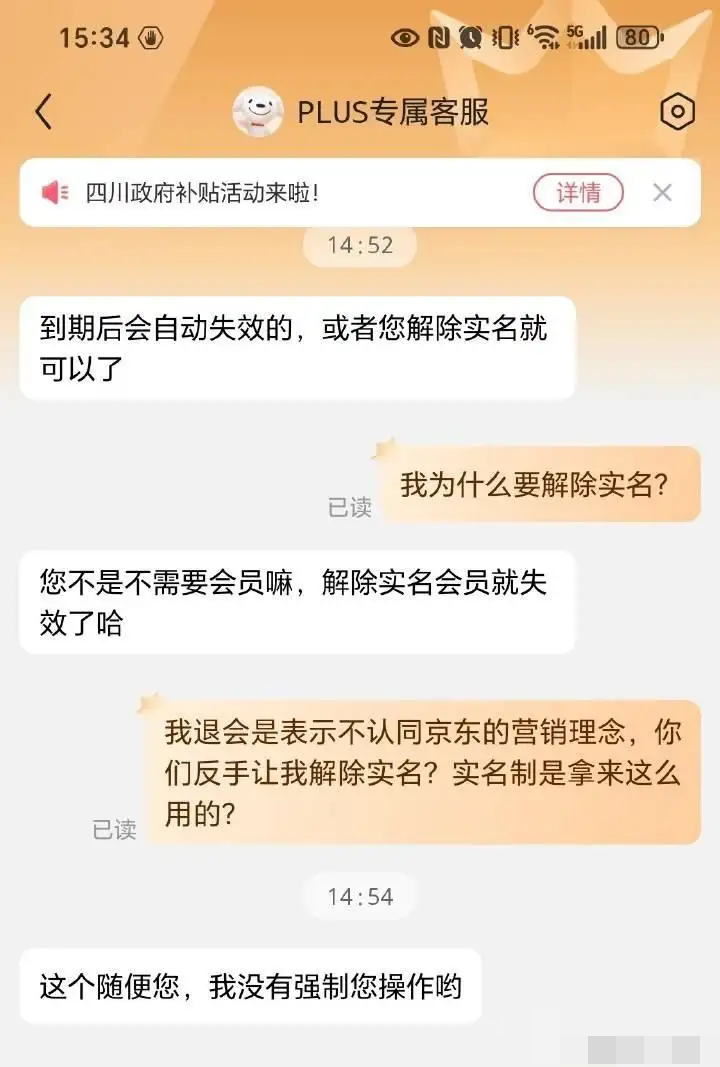 15:34
6
5G
80
PLUS专属客服
四川政府补贴活动来啦!
详情
14:52
到期后会自动失效的，或者您解除实名就
可以了
我为什么要解除实名？
已读
您不是不需要会员嘛，解除实名会员就失
效了哈
我退会是表示不认同京东的营销理念，你
们反手让我解除实名？实名制是拿来这么
用的？
已读
14:54
这个随便您，我没有强制您操作哟